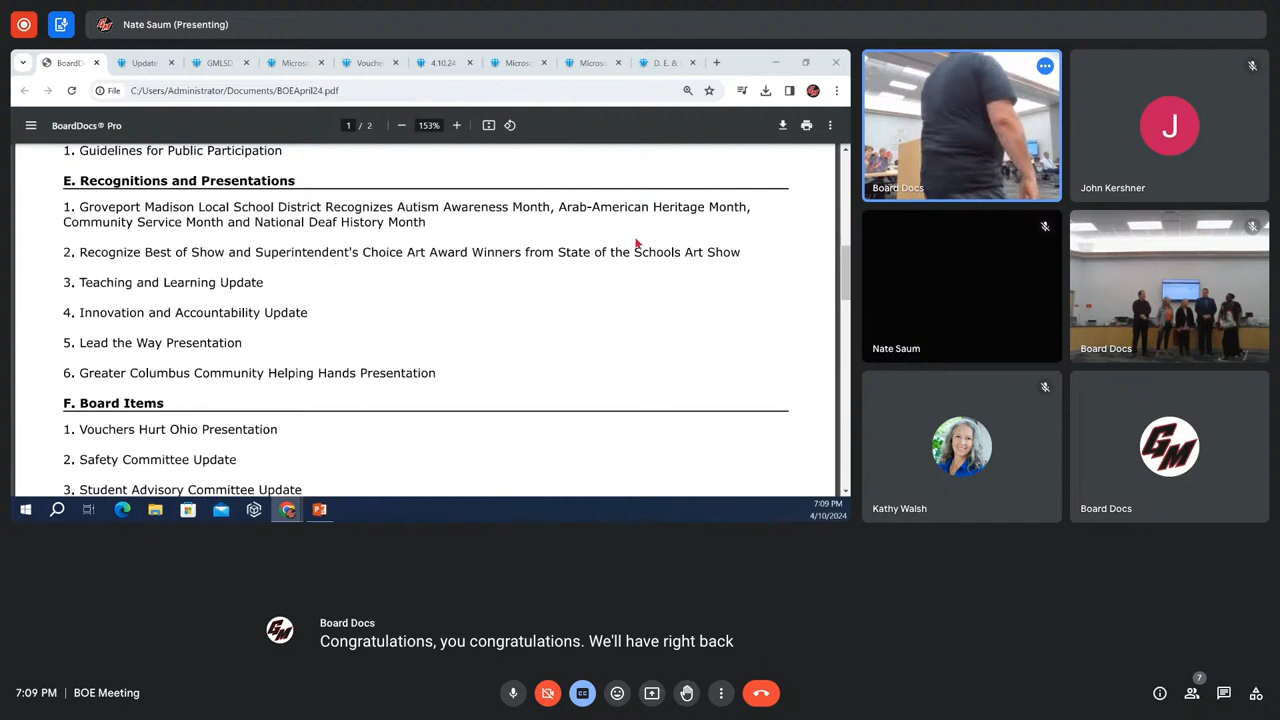 Nate Saum (Presenting)
BoardD
Update
GMLSD
Micros
Vouche
4.10.24
Micros
Micros
D. E. &
File
C:/Users/Administrator/Documents/BOEApril24.pdf
BoardDocs® Pro
1 / 2
153%
1. Guidelines for Public Participation
E. Recognitions and Presentations
1. Groveport Madison Local School District Recognizes Autism Awareness Month, Arab-American Heritage Month,
Community Service Month and National Deaf History Month
2. Recognize Best of Show and Superintendent's Choice Art Award Winners from State of the Schools Art Show
3. Teaching and Learning Update
4. Innovation and Accountability Update
5. Lead the Way Presentation
6. Greater Columbus Community Helping Hands Presentation
F. Board Items
1. Vouchers Hurt Ohio Presentation
2. Safety Committee Update
3. Student Advisory Committee Update
7:09 PM
4/10/2024
Board Docs
J
John Kershner
Nate Saum
Board Docs
Kathy Walsh
GM
Board Docs
GM
Board Docs
Congratulations, you congratulations. We'll have right back
7:09 PM
BOE Meeting
CC
7